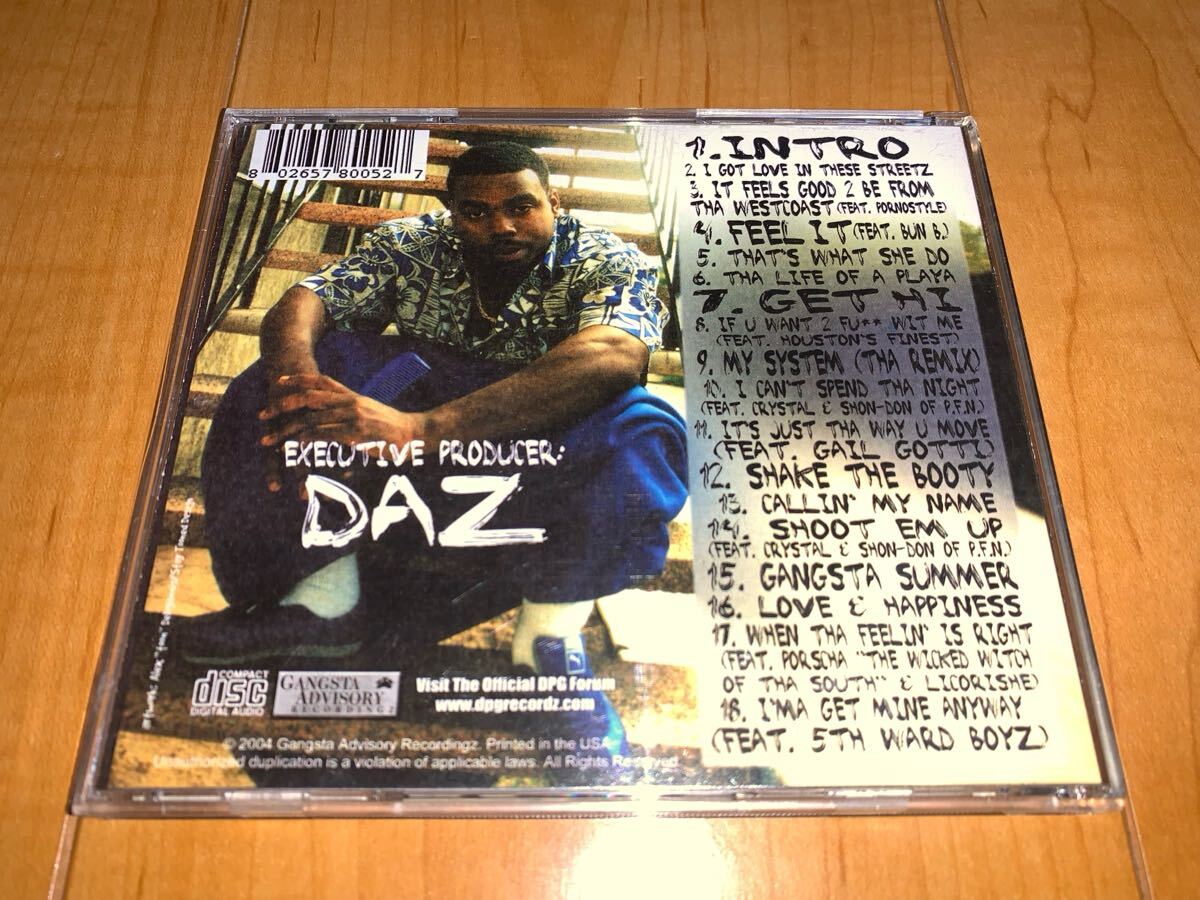 8 02657 80052 7
1. INTRO
2. I GOT LOVE IN THESE STREETZ
3. IT FEELS GOOD 2 BE FROM
THA WESTCOAST (FEAT. PORNOSTYLE)
4. FEEL IT (FEAT. BUN B.)
5. THAT'S WHAT SHE DO
6. THA LIFE OF A PLAYA
7. GET HI
8. IF U WANT 2 FU** WIT ME
(FEAT. HOUSTON'S FINEST)
9. MY SYSTEM (THA REMIX)
10. I CAN'T SPEND THA NIGHT
(FEAT. CRYSTAL & SHON-DON OF P.F.N.)
11. IT'S JUST THA WAY U MOVE
(FEAT. GAIL GOTTI)
12. SHAKE THE BOOTY
13. CALLIN' MY NAME
14. SHOOT EM UP
(FEAT. CRYSTAL & SHON-DON OF P.F.N.)
15. GANGSTA SUMMER
16. LOVE & HAPPINESS
17. WHEN THA FEELIN' IS RIGHT
(FEAT. PORSCHA "THE WICKED WITCH
OF THA SOUTH" & LICORISHE)
18. I'MA GET MINE ANYWAY
(FEAT. 5TH WARD BOYZ)
EXECUTIVE PRODUCER:
DAZ
COMPACT
disc
DIGITAL AUDIO
GANGSTA
ADVISORY
RECORDINGZ
Visit The Official DPG Forum
www.dpgrecordz.com
© 2004 Gangsta Advisory Recordingz. Printed in the USA.
Unauthorized duplication is a violation of applicable laws. All Rights Reserved.